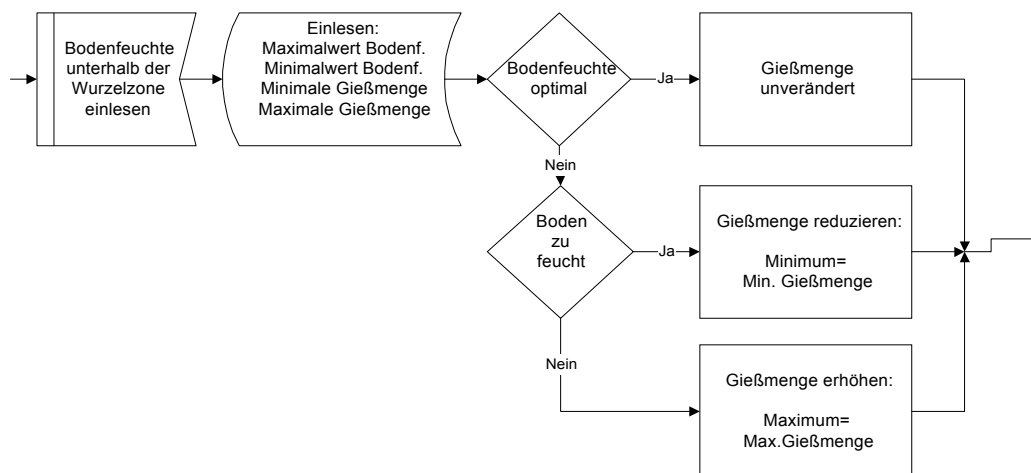 Bodenfeuchte
unterhalb der
Wurzelzone
einlesen
Einlesen:
Maximalwert Bodenf.
Minimalwert Bodenf.
Minimale Gießmenge
Maximale Gießmenge
Bodenfeuchte
optimal
Ja
Gießmenge
unverändert
Nein
Boden
zu
feucht
Ja
Gießmenge reduzieren:
Minimum=
Min. Gießmenge
Nein
Gießmenge erhöhen:
Maximum=
Max.Gießmenge